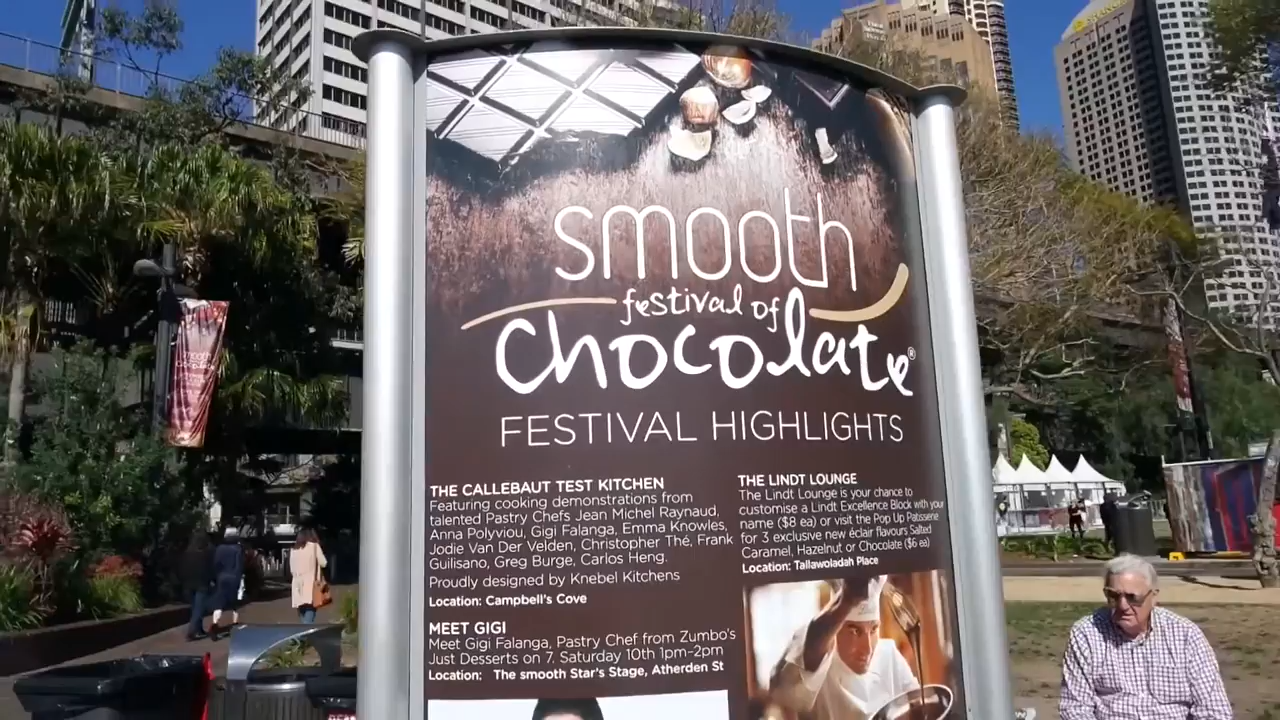 smooth
festival of
chocolate®
FESTIVAL HIGHLIGHTS
THE CALLEBAUT TEST KITCHEN
Featuring cooking demonstrations from
talented Pastry Chefs Jean Michel Raynaud,
Anna Polyviou, Gigi Falanga, Emma Knowles,
Jodie Van Der Velden, Christopher Thé, Frank
Guilisano, Greg Burge, Carlos Heng.
Proudly designed by Knebel Kitchens
Location: Campbell's Cove
MEET GIGI
Meet Gigi Falanga, Pastry Chef from Zumbo's
Just Desserts on 7. Saturday 10th 1pm-2pm
Location: The smooth Star's Stage, Atherden St
THE LINDT LOUNGE
The Lindt Lounge is your chance to
customise a Lindt Excellence Block with your
name ($8 ea) or visit the Pop Up Patisserie
for 3 exclusive new éclair flavours Salted
Caramel, Hazelnut or Chocolate ($6 ea)
Location: Tallawoladah Place
smooth
chocolate